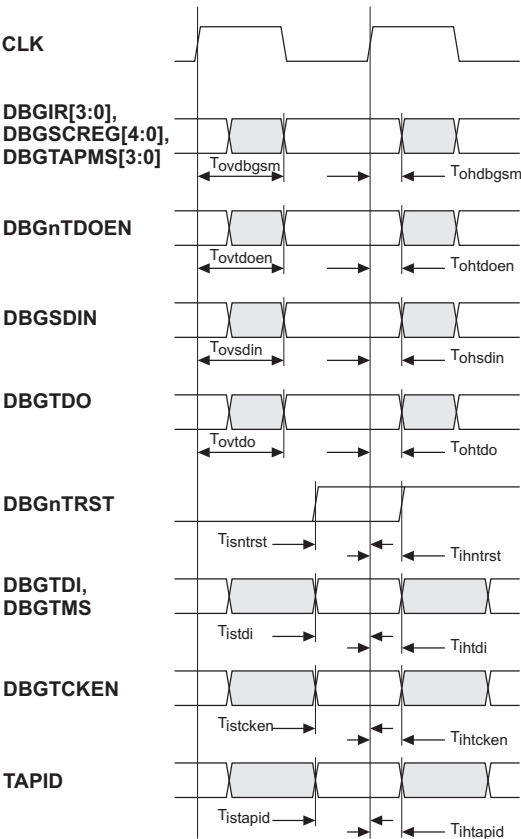 CLK
DBGIR[3:0],
DBGSCREG[4:0],
DBGTAPMS[3:0]
Tovdbgsm
Tohdbgsm
DBGnTDOEN
Tovtdoen
Tohtdoen
DBGSDIN
Tovsdin
Tohsdin
DBGTDO
Tovtdo
Tohtdo
DBGnTRST
Tisntrst
Tihntrst
DBGTDI,
DBGTMS
Tistdi
Tihtdi
DBGTCKEN
Tistcken
Tihtcken
TAPID
Tistapid
Tihtapid